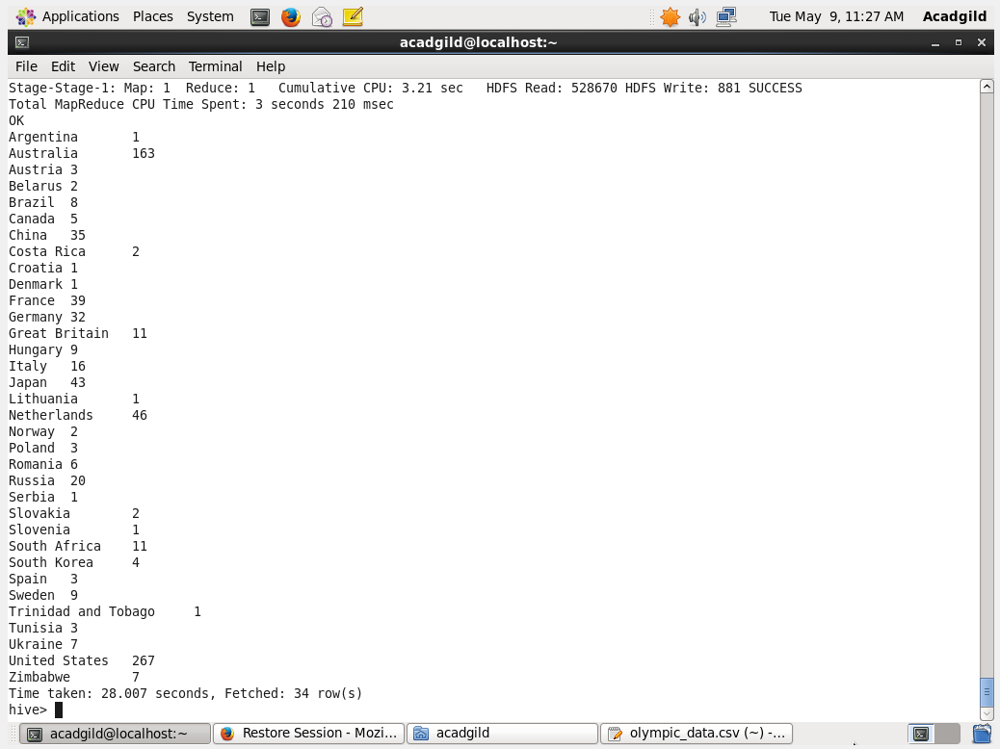 Applications Places System Tue May 9, 11:27 AM Acadgild
acadgild@localhost:~
File Edit View Search Terminal Help
Stage-Stage-1: Map: 1  Reduce: 1   Cumulative CPU: 3.21 sec   HDFS Read: 528670 HDFS Write: 881 SUCCESS
Total MapReduce CPU Time Spent: 3 seconds 210 msec
OK
Argentina 1
Australia 163
Austria 3
Belarus 2
Brazil 8
Canada 5
China 35
Costa Rica 2
Croatia 1
Denmark 1
France 39
Germany 32
Great Britain 11
Hungary 9
Italy 16
Japan 43
Lithuania 1
Netherlands 46
Norway 2
Poland 3
Romania 6
Russia 20
Serbia 1
Slovakia 2
Slovenia 1
South Africa 11
South Korea 4
Spain 3
Sweden 9
Trinidad and Tobago 1
Tunisia 3
Ukraine 7
United States 267
Zimbabwe 7
Time taken: 28.007 seconds, Fetched: 34 row(s)
hive>
acadgild@localhost:~ Restore Session - Mozi... acadgild olympic_data.csv (~) -...